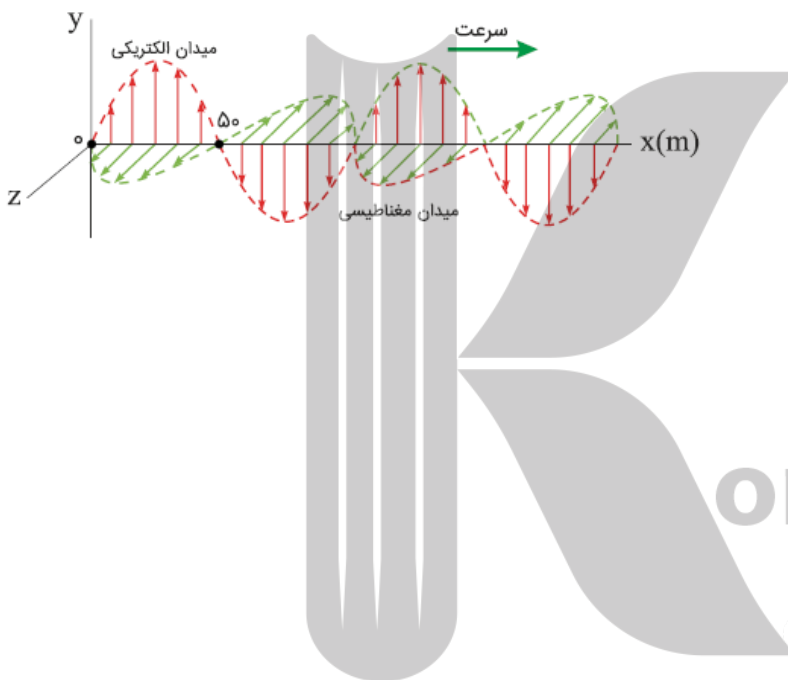 y
سرعت
میدان الکتریکی
۵۰
۰
x(m)
z
میدان مغناطیسی